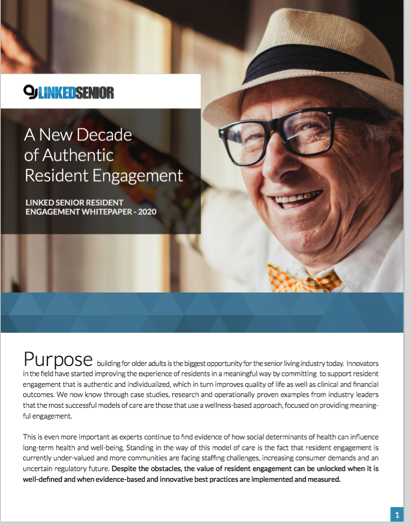 LINKEDSENIOR
A New Decade
of Authentic
Resident Engagement
LINKED SENIOR RESIDENT
ENGAGEMENT WHITEPAPER - 2020
Purpose building for older adults is the biggest opportunity for the senior living industry today. Innovators
in the field have started improving the experience of residents in a meaningful way by committing to support resident
engagement that is authentic and individualized, which in turn improves quality of life as well as clinical and financial
outcomes. We now know through case studies, research and operationally proven examples from industry leaders
that the most successful models of care are those that use a wellness-based approach, focused on providing meaning-
ful engagement.
This is even more important as experts continue to find evidence of how social determinants of health can influence
long-term health and well-being. Standing in the way of this model of care is the fact that resident engagement is
currently under-valued and more communities are facing staffing challenges, increasing consumer demands and an
uncertain regulatory future. Despite the obstacles, the value of resident engagement can be unlocked when it is
well-defined and when evidence-based and innovative best practices are implemented and measured.
1